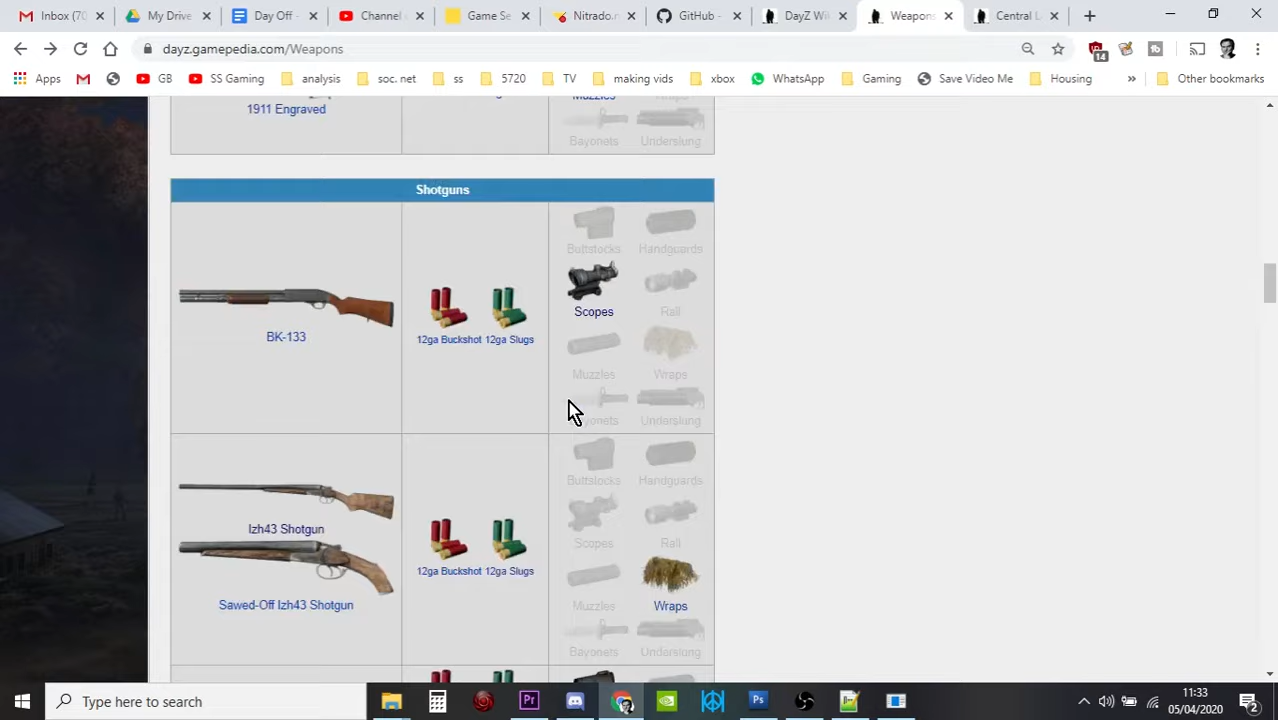 Inbox (70
My Drive
Day Off -
Channel
Game Se
Nitrado.n
GitHub -
DayZ Wi
Weapons
Central L
dayz.gamepedia.com/Weapons
14
Apps
GB
SS Gaming
analysis
soc. net
ss
5720
TV
making vids
xbox
WhatsApp
Gaming
Save Video Me
Housing
»
Other bookmarks
1911 Engraved
Muzzles
Wraps
Bayonets
Underslung
Shotguns
Buttstocks
Handguards
Scopes
Rail
BK-133
12ga Buckshot
12ga Slugs
Muzzles
Wraps
Bayonets
Underslung
Buttstocks
Handguards
Izh43 Shotgun
Scopes
Rail
12ga Buckshot
12ga Slugs
Sawed-Off Izh43 Shotgun
Muzzles
Wraps
Bayonets
Underslung
Type here to search
11:33
05/04/2020
2